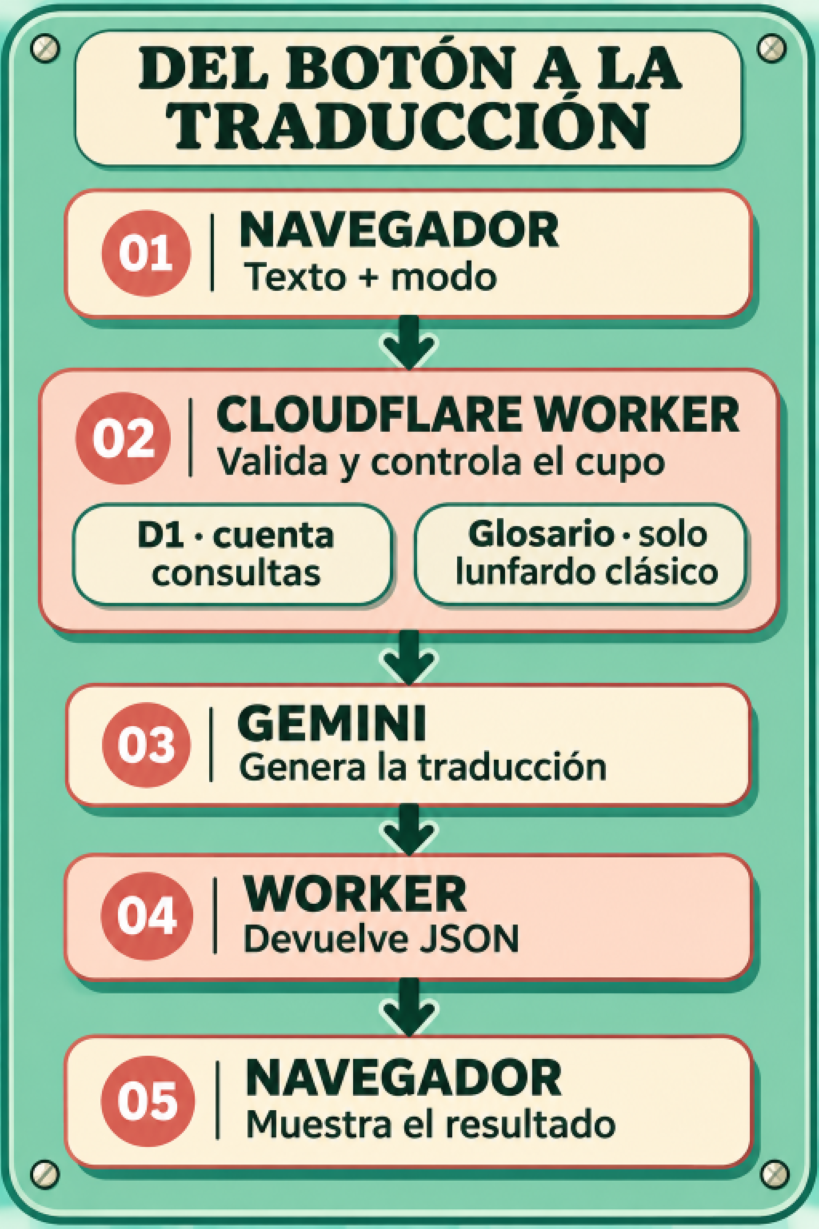 DEL BOTÓN A LA
TRADUCCIÓN
01
NAVEGADOR
Texto + modo
02
CLOUDFLARE WORKER
Valida y controla el cupo
D1 · cuenta
consultas
Glosario · solo
lunfardo clásico
03
GEMINI
Genera la traducción
04
WORKER
Devuelve JSON
05
NAVEGADOR
Muestra el resultado